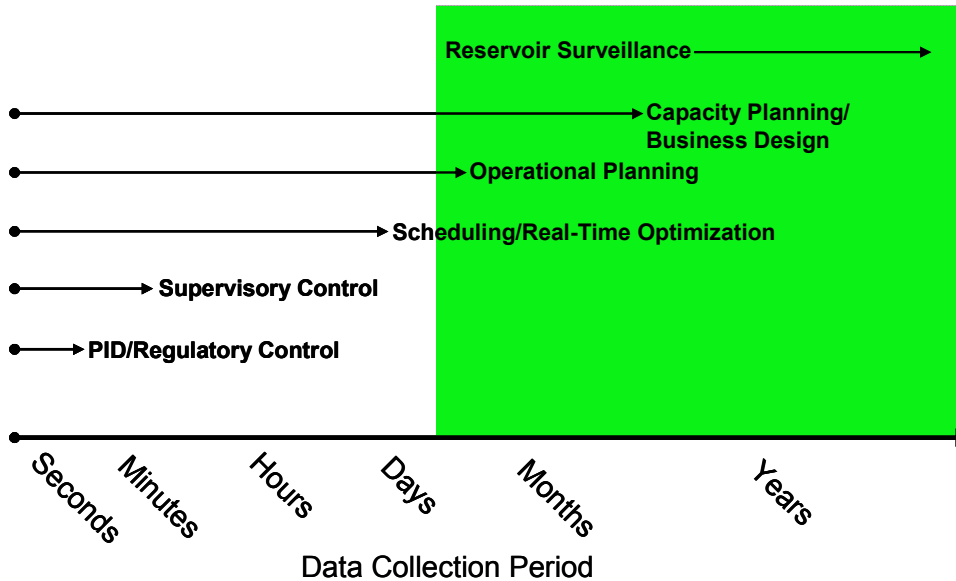 Reservoir Surveillance
Capacity Planning/
Business Design
Operational Planning
Scheduling/Real-Time Optimization
Supervisory Control
PID/Regulatory Control
Seconds
Minutes
Hours
Days
Months
Years
Data Collection Period